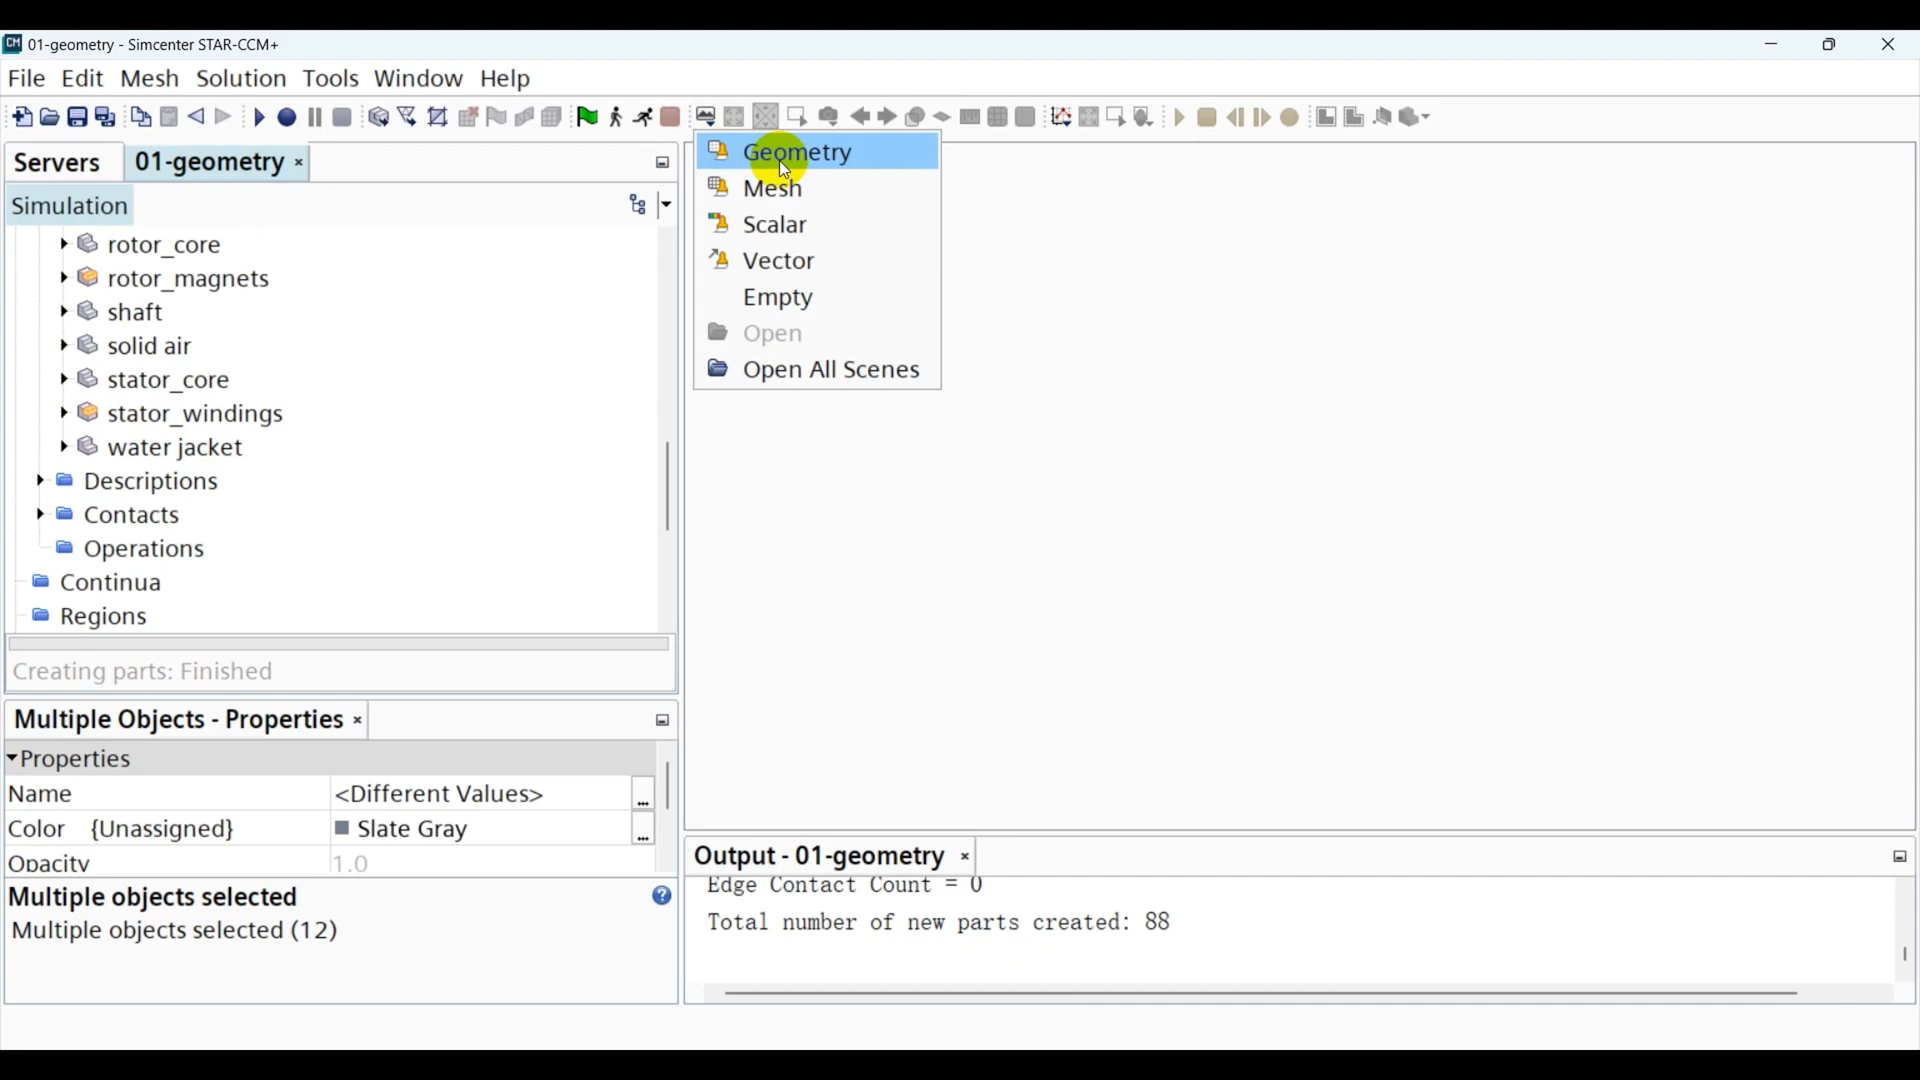 CM 01-geometry - Simcenter STAR-CCM+
File Edit Mesh Solution Tools Window Help
Servers 01-geometry ×
Simulation
rotor_core
rotor_magnets
shaft
solid air
stator_core
stator_windings
water jacket
Descriptions
Contacts
Operations
Continua
Regions
Creating parts: Finished
Multiple Objects - Properties ×
Properties
Name <Different Values> ...
Color {Unassigned} Slate Gray ...
Opacity 1.0
Multiple objects selected
Multiple objects selected (12)
Geometry
Mesh
Scalar
Vector
Empty
Open
Open All Scenes
Output - 01-geometry ×
Edge Contact Count = 0
Total number of new parts created: 88